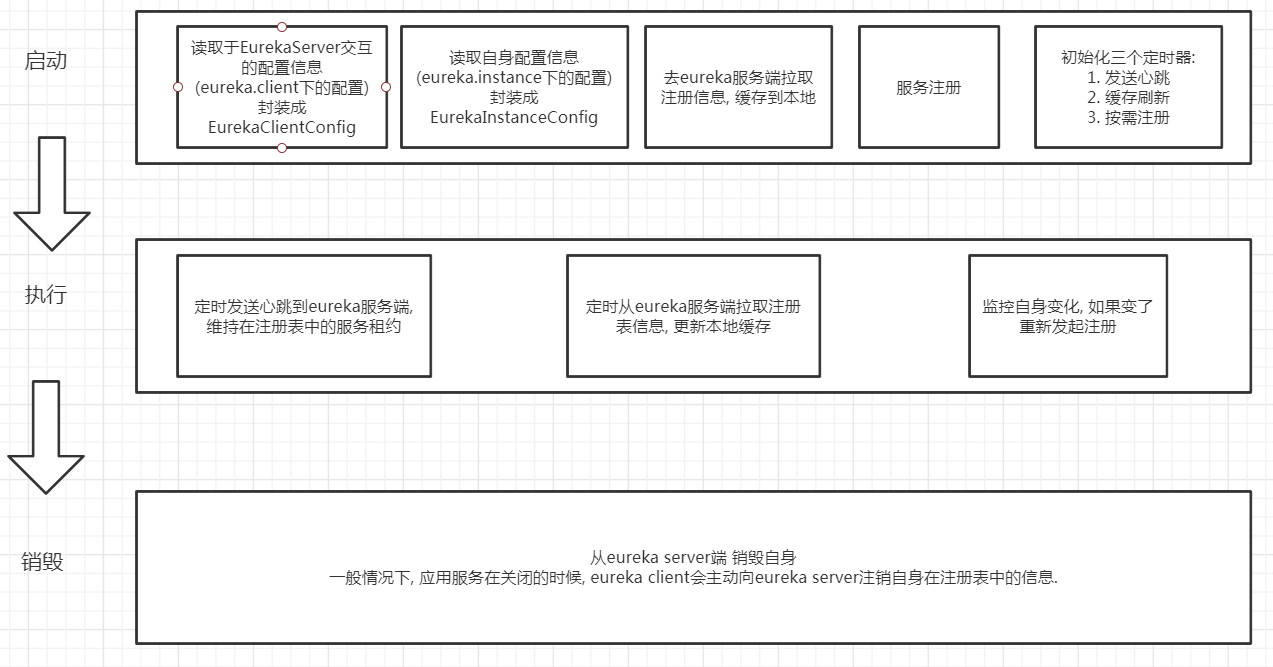 启动
读取于EurekaServer交互
的配置信息
(eureka.client下的配置)
封装成
EurekaClientConfig
读取自身配置信息
(eureka.instance下的配置)
封装成
EurekaInstanceConfig
去eureka服务端拉取
注册信息, 缓存到本地
服务注册
初始化三个定时器:
1. 发送心跳
2. 缓存刷新
3. 按需注册
执行
定时发送心跳到eureka服务端,
维持在注册表中的服务租约
定时从eureka服务端拉取注册
表信息, 更新本地缓存
监控自身变化, 如果变了
重新发起注册
销毁
从eureka server端 销毁自身
一般情况下, 应用服务在关闭的时候, eureka client会主动向eureka server注销自身在注册表中的信息.